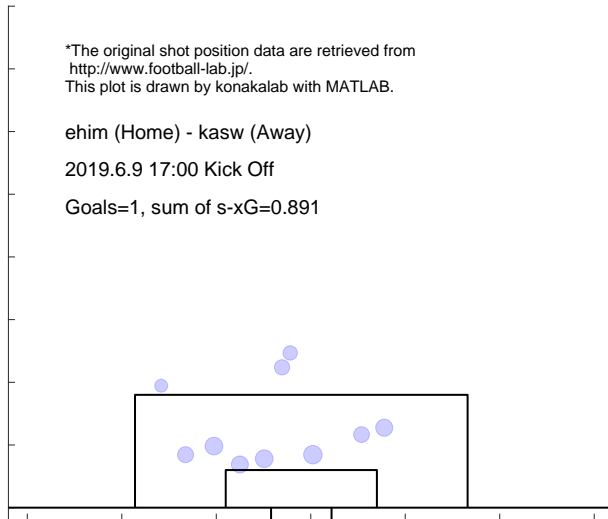 *The original shot position data are retrieved from
http://www.football-lab.jp/.
This plot is drawn by konakalab with MATLAB.
ehim (Home) - kasw (Away)
2019.6.9 17:00 Kick Off
Goals=1, sum of s-xG=0.891